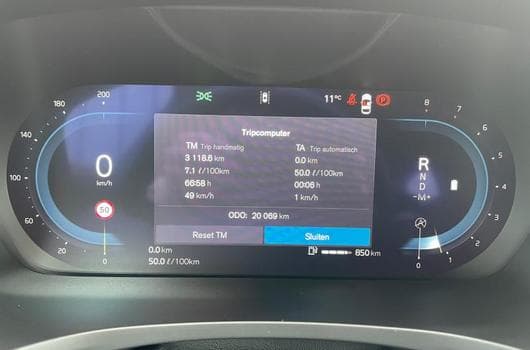 180
200
140
100
60
20
0
0
km/h
50
11°C
Tripcomputer
TM Trip handmatig
3 118.6 km
7.1 ℓ/100km
66:58 h
49 km/h
TA Trip automatisch
0.0 km
50.0 ℓ/100km
00:06 h
1 km/h
ODO: 20 069 km
Reset TM
Sluiten
0.0 km
50.0 ℓ/100km
850 km
8
7
6
5
4
3
2
1
0
R
N
D
-M+
A
P